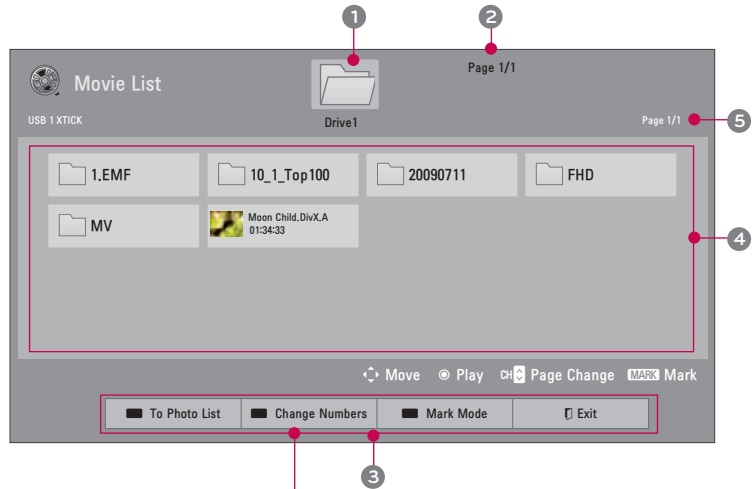 1
2
Page 1/1
Movie List
USB 1 XTICK
Drive1
Page 1/1
5
1.EMF
10_1_Top100
20090711
FHD
MV
Moon Child,DivX,A
01:34:33
4
Move
Play
CH Page Change
MARK Mark
To Photo List
Change Numbers
Mark Mode
Exit
3